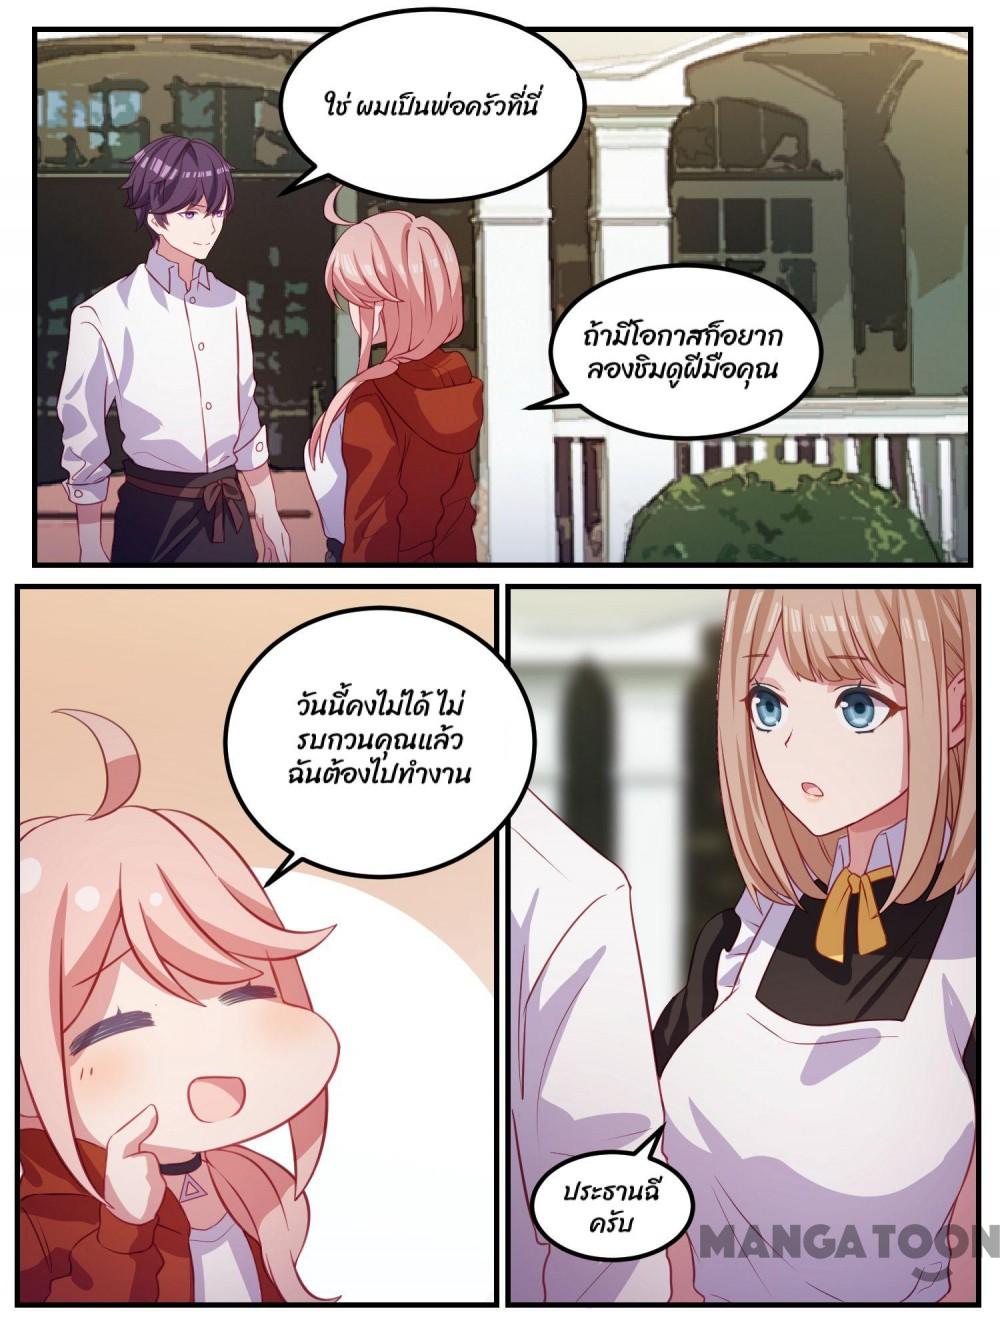 ใช่ ผมเป็นพ่อครัวที่นี่
ถ้ามีโอกาสก็อยาก
ลองชิมดูฝีมือคุณ
วันนี้คงไม่ได้ ไม่
รบกวนคุณแล้ว
ฉันต้องไปทำงาน
ประธานฉี
ครับ
MANGATOON